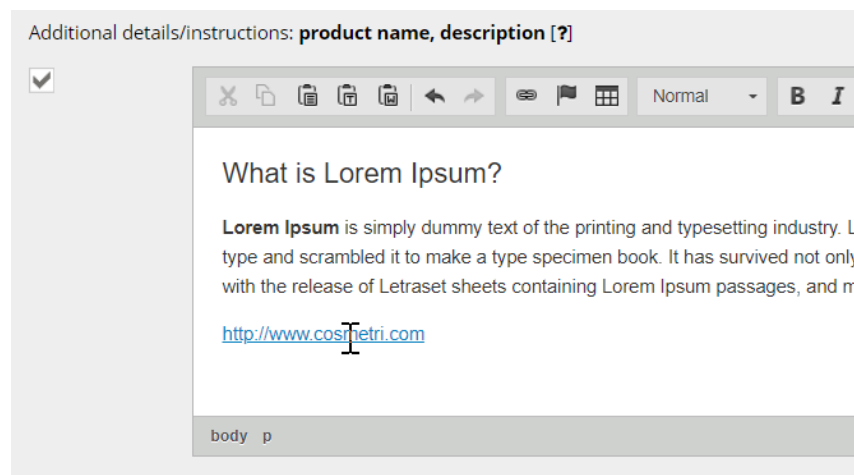 Additional details/instructions: product name, description [?]
Normal B I
What is Lorem Ipsum?
Lorem Ipsum is simply dummy text of the printing and typesetting industry. L
type and scrambled it to make a type specimen book. It has survived not only
with the release of Letraset sheets containing Lorem Ipsum passages, and m
http://www.cosmetri.com
body p